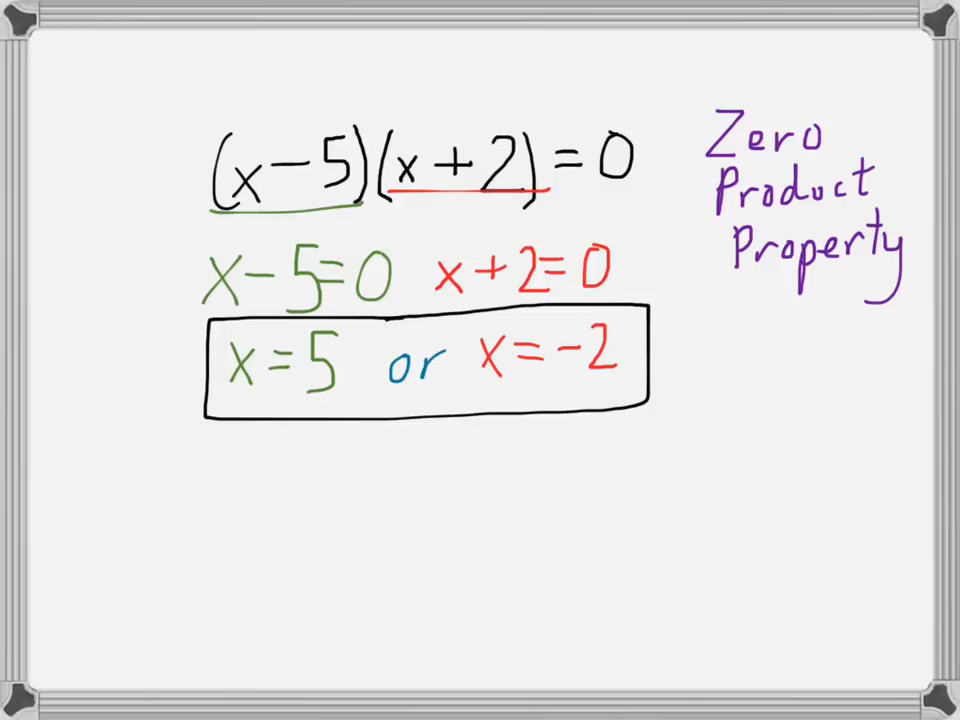 (x-5)(x+2)=0
x-5=0 x+2=0
x=5 or x=-2
Zero
Product
Property